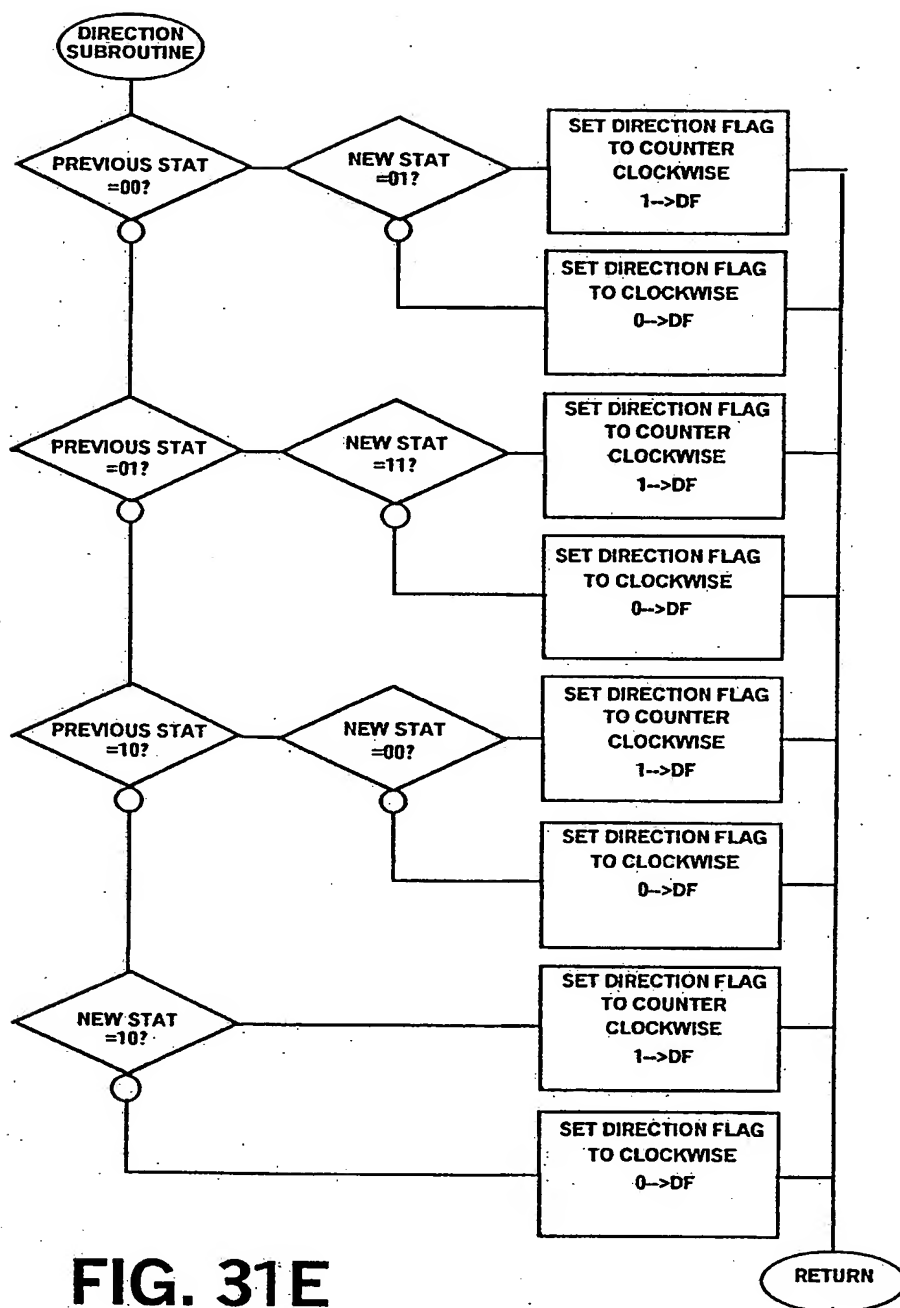 DIRECTION
SUBROUTINE
PREVIOUS STAT
=00?
NEW STAT
=01?
SET DIRECTION FLAG
TO COUNTER
CLOCKWISE
1-->DF
SET DIRECTION FLAG
TO CLOCKWISE
0-->DF
PREVIOUS STAT
=01?
NEW STAT
=11?
SET DIRECTION FLAG
TO COUNTER
CLOCKWISE
1-->DF
SET DIRECTION FLAG
TO CLOCKWISE
0-->DF
PREVIOUS STAT
=10?
NEW STAT
=00?
SET DIRECTION FLAG
TO COUNTER
CLOCKWISE
1-->DF
SET DIRECTION FLAG
TO CLOCKWISE
0-->DF
NEW STAT
=10?
SET DIRECTION FLAG
TO COUNTER
CLOCKWISE
1-->DF
SET DIRECTION FLAG
TO CLOCKWISE
0-->DF
FIG. 31E
RETURN